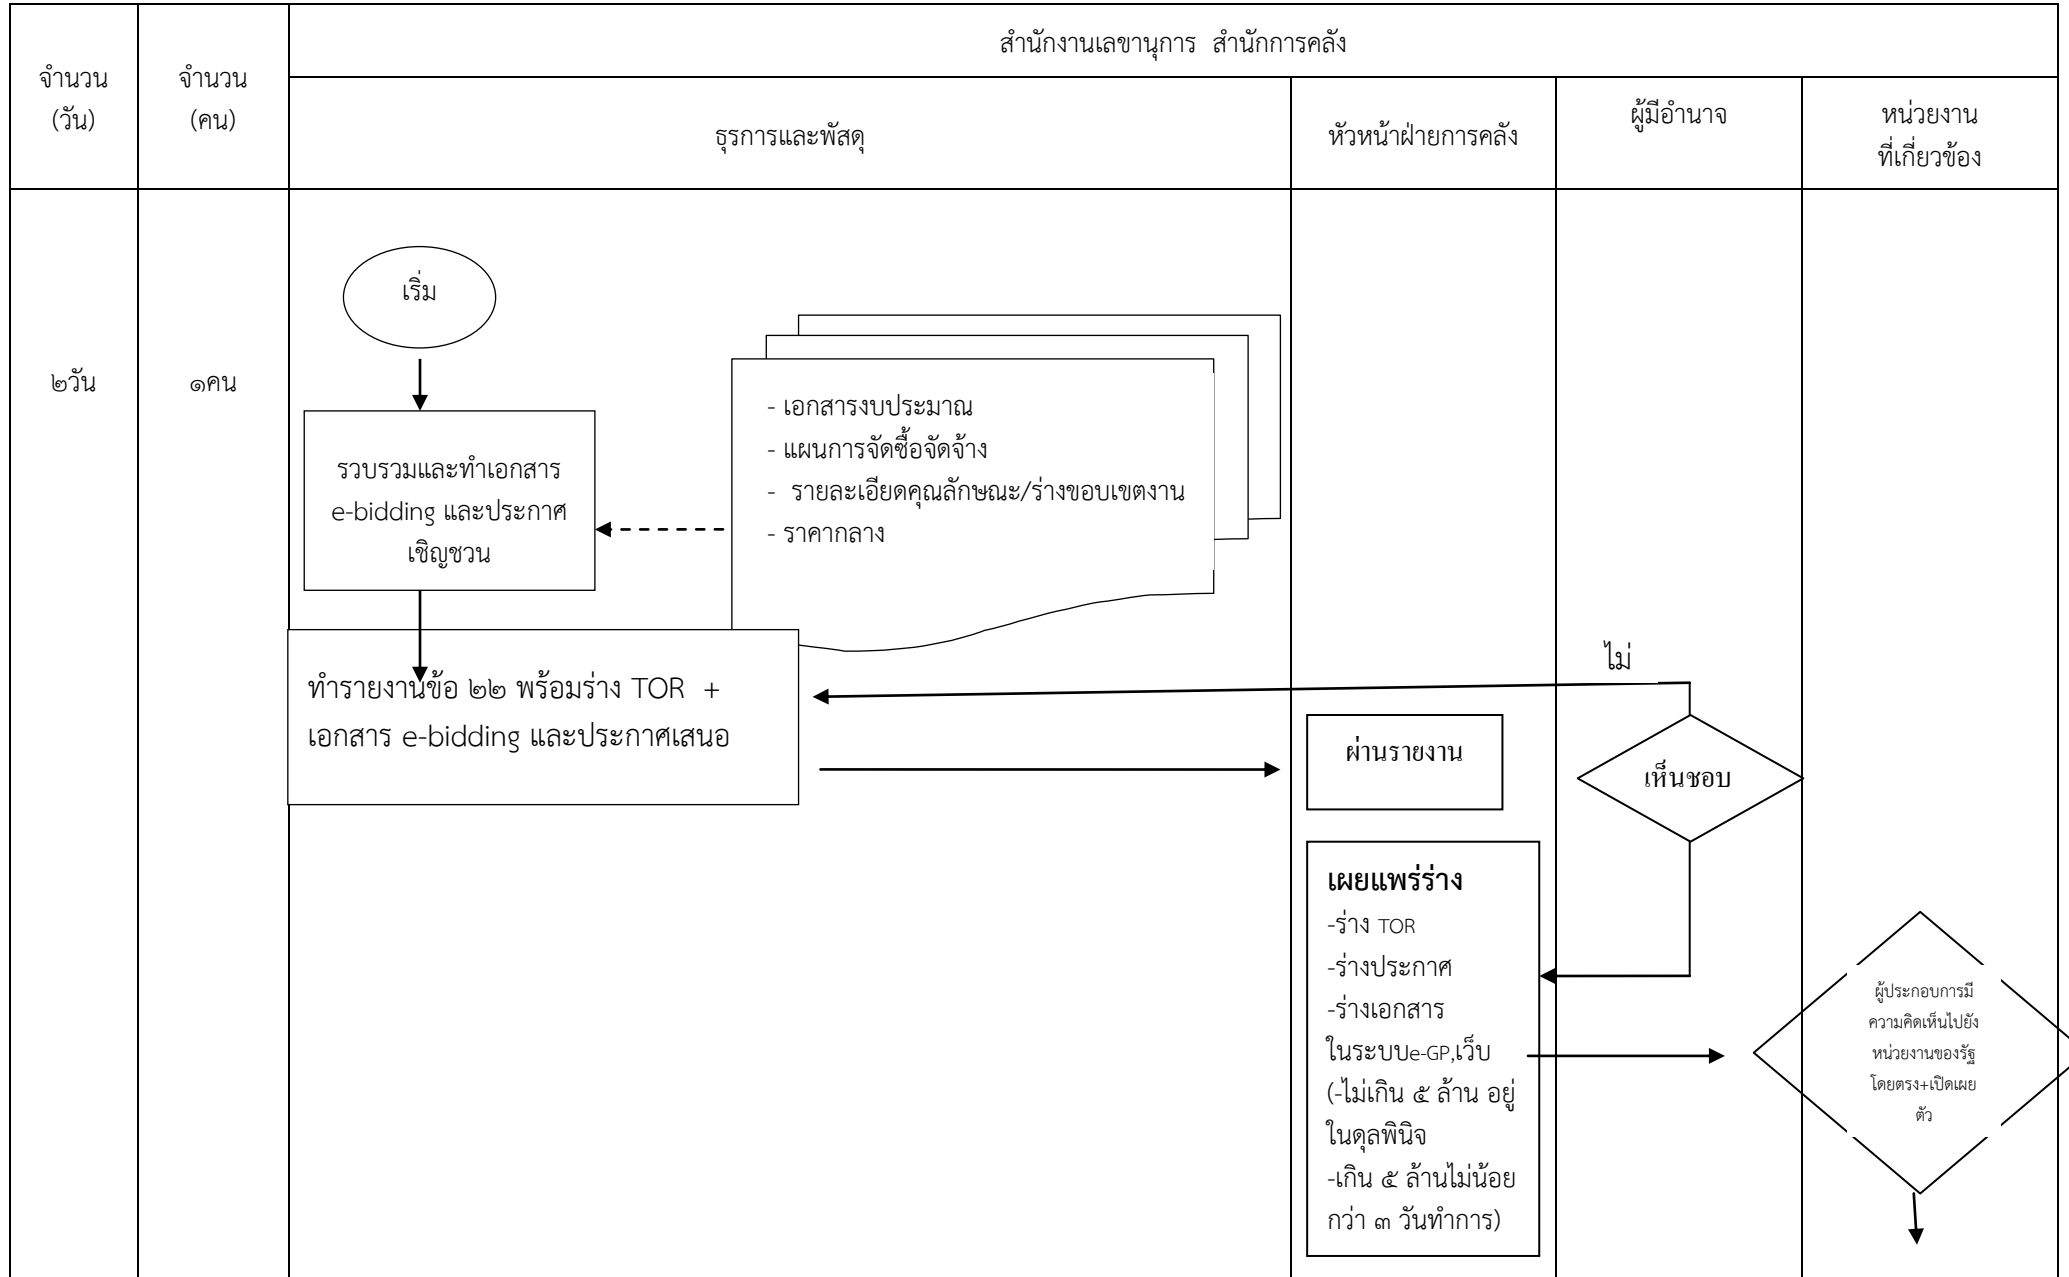 สำนักงานเลขานุการ  สำนักการคลัง
จำนวน
(วัน)
จำนวน
(คน)
ธุรการและพัสดุ
หัวหน้าฝ่ายการคลัง
ผู้มีอำนาจ
หน่วยงาน
ที่เกี่ยวข้อง
๒วัน
๑คน
เริ่ม
รวบรวมและทำเอกสาร
e-bidding และประกาศ
เชิญชวน
- เอกสารงบประมาณ
- แผนการจัดซื้อจัดจ้าง
-  รายละเอียดคุณลักษณะ/ร่างขอบเขตงาน
- ราคากลาง
ทำรายงานข้อ ๒๒ พร้อมร่าง TOR  +
เอกสาร e-bidding และประกาศเสนอ
ไม่
ผ่านรายงาน
เห็นชอบ
เผยแพร่ร่าง
-ร่าง TOR
-ร่างประกาศ
-ร่างเอกสาร
ในระบบe-GP,เว็บ
(-ไม่เกิน ๕ ล้าน อยู่
ในดุลพินิจ
-เกิน ๕ ล้านไม่น้อย
กว่า ๓ วันทำการ)
ผู้ประกอบการมี
ความคิดเห็นไปยัง
หน่วยงานของรัฐ
โดยตรง+เปิดเผย
ตัว